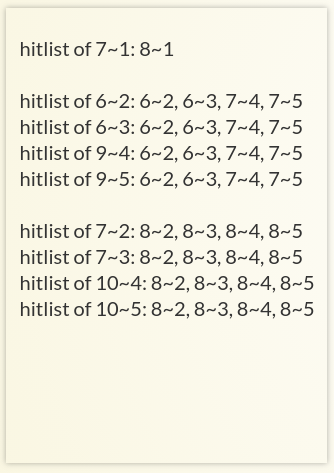 hitlist of 7~1: 8~1
hitlist of 6~2: 6~2, 6~3, 7~4, 7~5
hitlist of 6~3: 6~2, 6~3, 7~4, 7~5
hitlist of 9~4: 6~2, 6~3, 7~4, 7~5
hitlist of 9~5: 6~2, 6~3, 7~4, 7~5
hitlist of 7~2: 8~2, 8~3, 8~4, 8~5
hitlist of 7~3: 8~2, 8~3, 8~4, 8~5
hitlist of 10~4: 8~2, 8~3, 8~4, 8~5
hitlist of 10~5: 8~2, 8~3, 8~4, 8~5